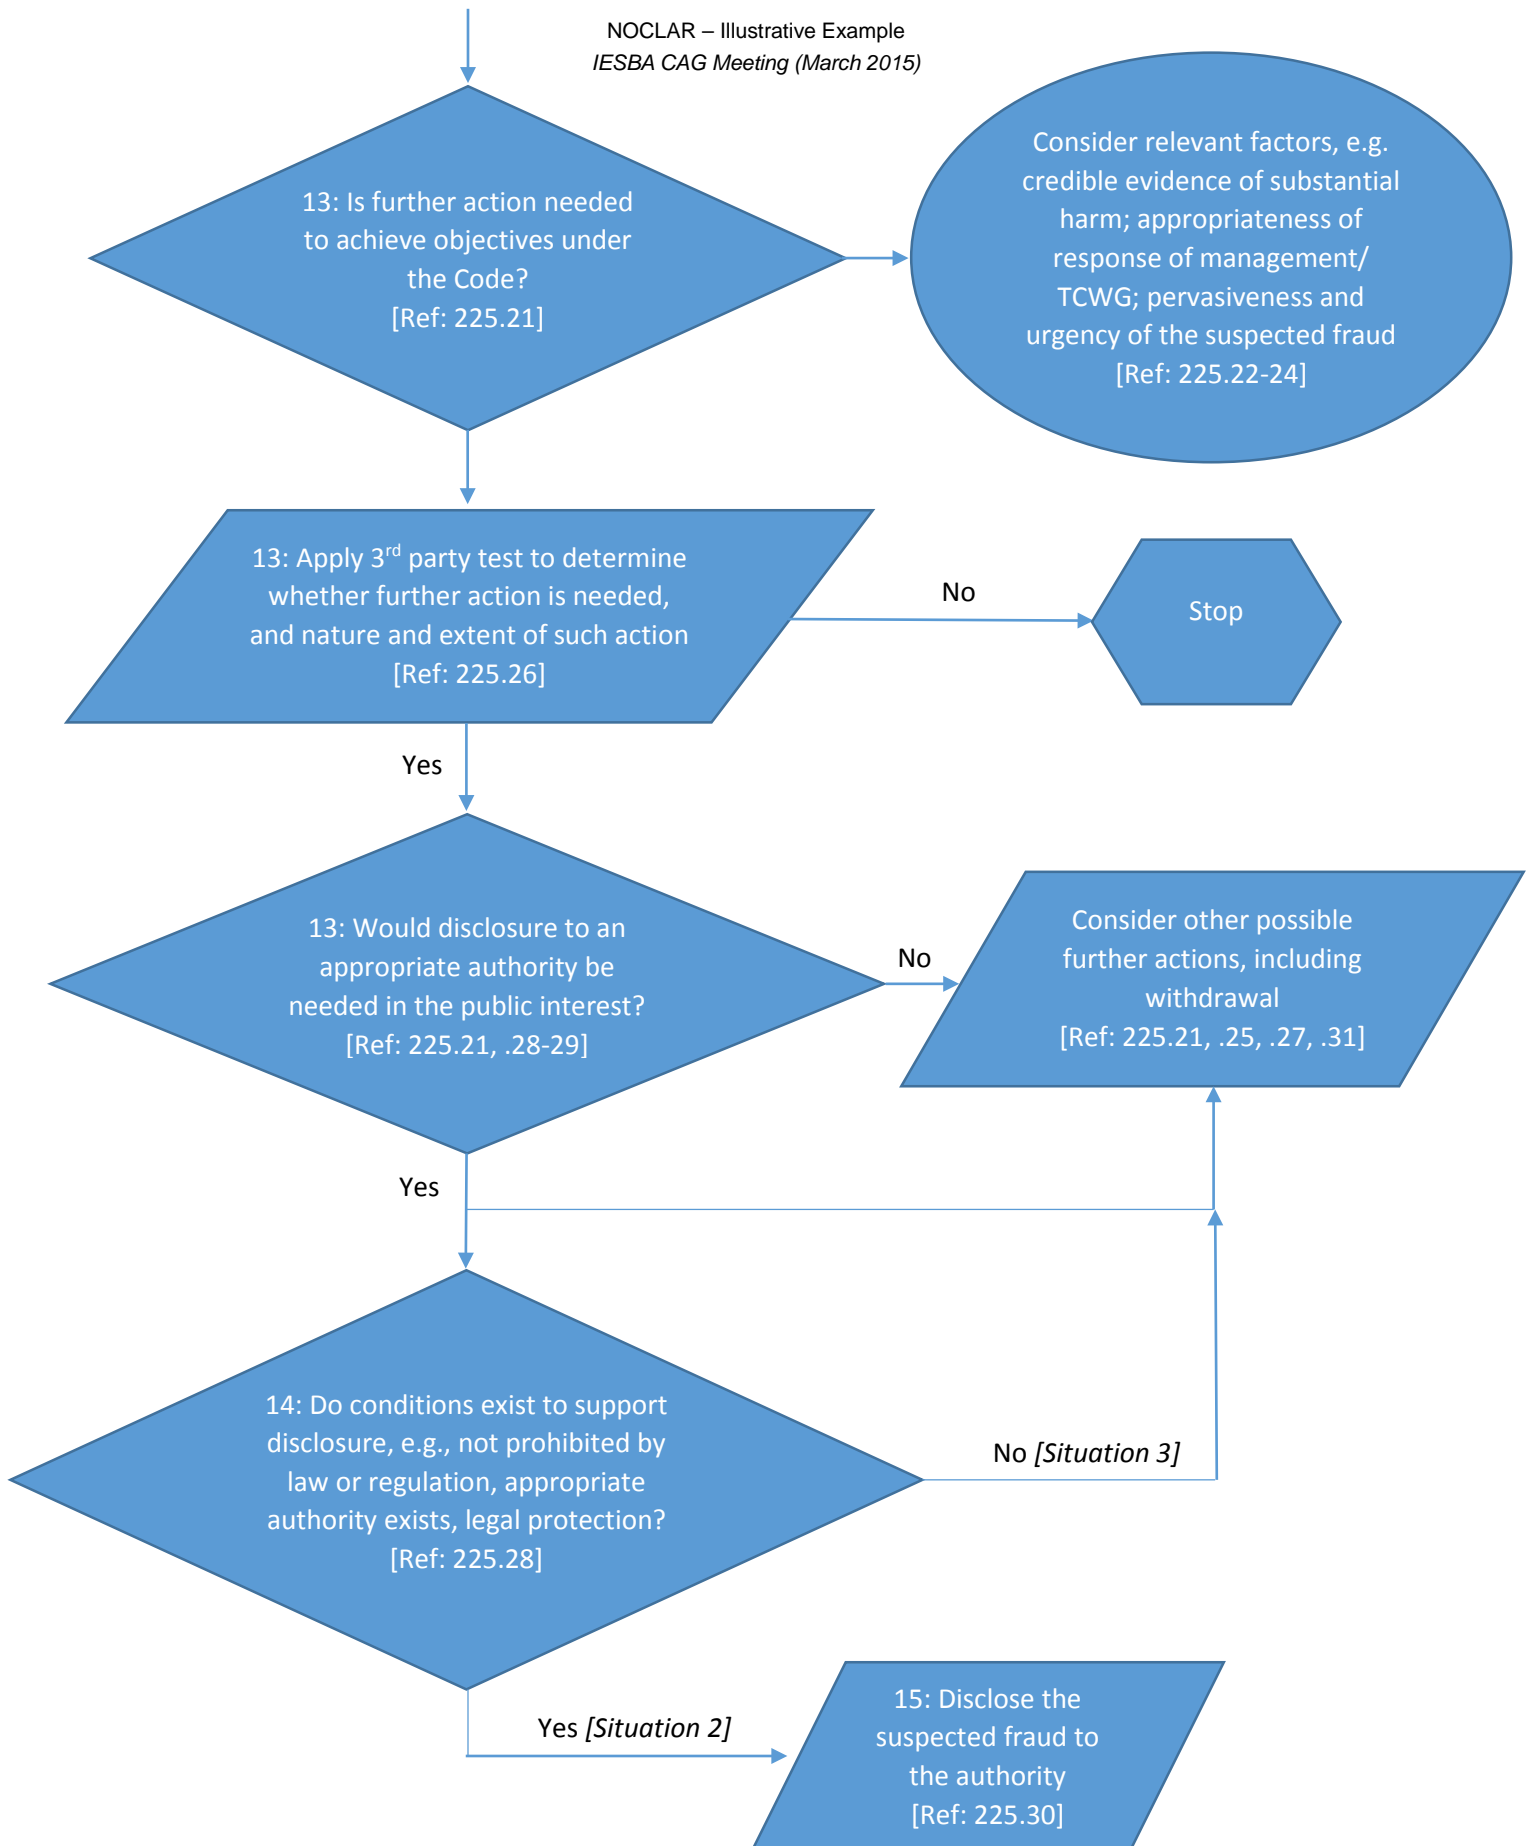 NOCLAR – Illustrative Example
IESBA CAG Meeting (March 2015)
13: Is further action needed
to achieve objectives under
the Code?
[Ref: 225.21]
Consider relevant factors, e.g.
credible evidence of substantial
harm; appropriateness of
response of management/
TCWG; pervasiveness and
urgency of the suspected fraud
[Ref: 225.22-24]
13: Apply 3rd party test to determine
whether further action is needed,
and nature and extent of such action
[Ref: 225.26]
No
Stop
Yes
13: Would disclosure to an
appropriate authority be
needed in the public interest?
[Ref: 225.21, .28-29]
No
Consider other possible
further actions, including
withdrawal
[Ref: 225.21, .25, .27, .31]
Yes
14: Do conditions exist to support
disclosure, e.g., not prohibited by
law or regulation, appropriate
authority exists, legal protection?
[Ref: 225.28]
No [Situation 3]
Yes [Situation 2]
15: Disclose the
suspected fraud to
the authority
[Ref: 225.30]